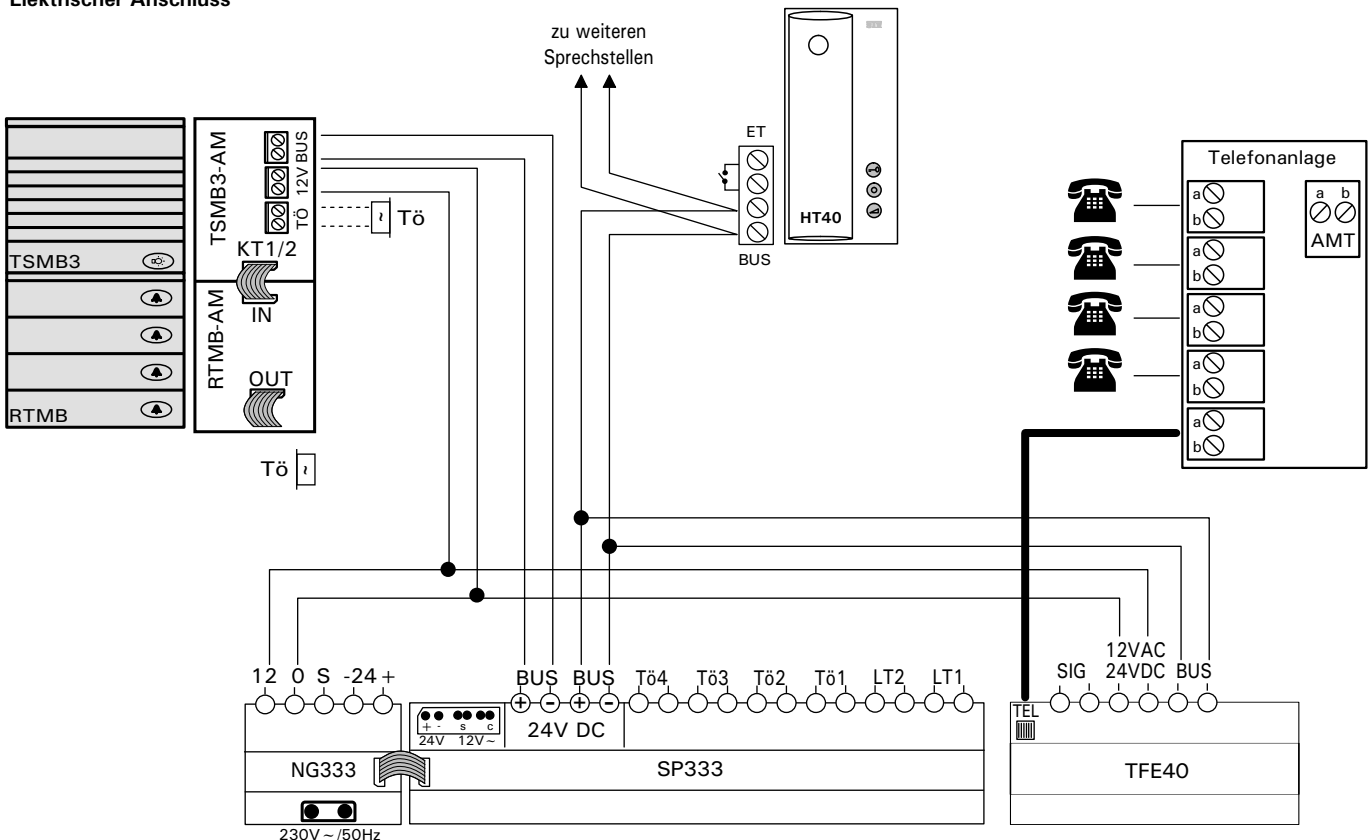 Elektrischer Anschluss
zu weiteren
Sprechstellen
ET
HT40
BUS
TSMB3
RTMB
TSMB3-AM
BUS
12V
TÖ
Tö
KT1/2
IN
RTMB-AM
OUT
Tö
Telefonanlage
a
b
a
b
a
b
a
b
a
b
a b
AMT
12 0 S -24+
NG333
230V~/50Hz
BUS BUS Tö4 Tö3 Tö2 Tö1 LT2 LT1
+ - + -
24V DC
+ - s c
24V 12V~
SP333
12VAC
SIG 24VDC BUS
TEL
TFE40